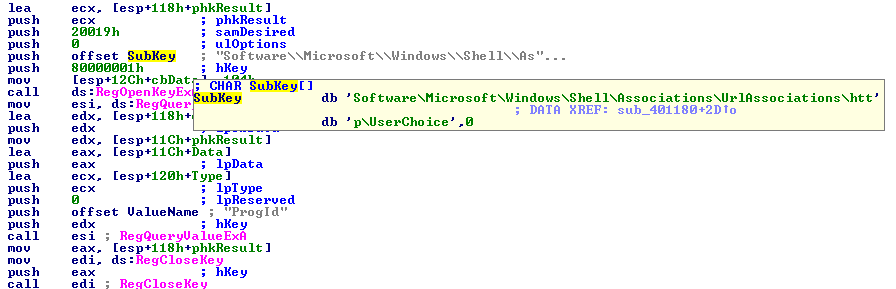 lea ecx, [esp+118h+phkResult]
push ecx ; phkResult
push 20019h ; samDesired
push 0 ; ulOptions
push offset SubKey ; "Software\\Microsoft\\Windows\\Shell\\As"...
push 80000001h ; hKey
mov [esp+12Ch+cbData]
call ds:RegOpenKeyEx
; CHAR SubKey[]
mov esi, ds:RegQuer
SubKey db 'Software\Microsoft\Windows\Shell\Associations\UrlAssociations\htt'
; DATA XREF: sub_401180+2D↑o
db 'p\UserChoice',0
lea edx, [esp+118h+
push edx
mov edx, [esp+11Ch+phkResult]
lea eax, [esp+11Ch+Data]
push eax ; lpData
lea ecx, [esp+120h+Type]
push ecx ; lpType
push 0 ; lpReserved
push offset ValueName ; "ProgId"
push edx ; hKey
call esi ; RegQueryValueExA
mov eax, [esp+118h+phkResult]
mov edi, ds:RegCloseKey
push eax ; hKey
call edi ; RegCloseKey